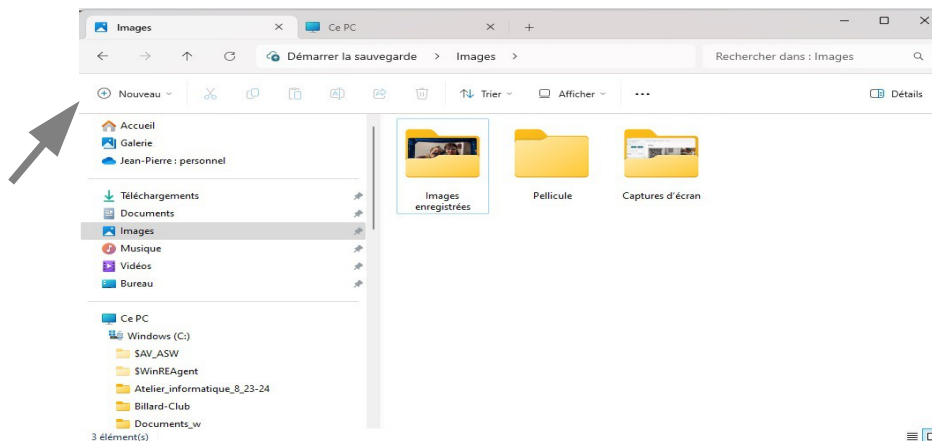 Images
Ce PC
Démarrer la sauvegarde > Images >
Rechercher dans : Images
Nouveau
Trier
Afficher
Détails
Accueil
Galerie
Jean-Pierre : personnel
Téléchargements
Documents
Images
Musique
Vidéos
Bureau
Ce PC
Windows (C:)
$AV_ASW
$WinREAgent
Atelier_informatique_8_23-24
Billard-Club
Documents_w
Images
enregistrées
Pellicule
Captures d'écran
3 élément(s)